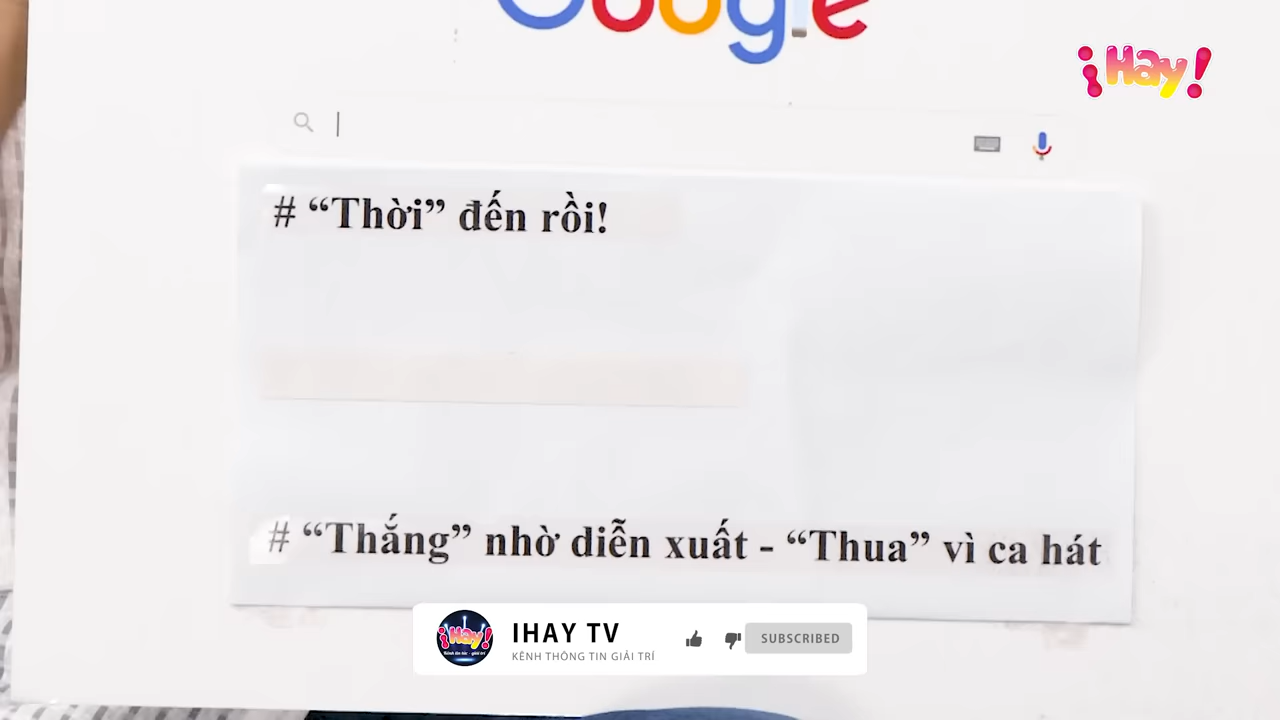 Google
¡Hay!
# “Thời” đến rồi!
# “Thắng” nhờ diễn xuất - “Thua” vì ca hát
¡Hay!
IHAY TV
KÊNH THÔNG TIN GIẢI TRÍ
SUBSCRIBED